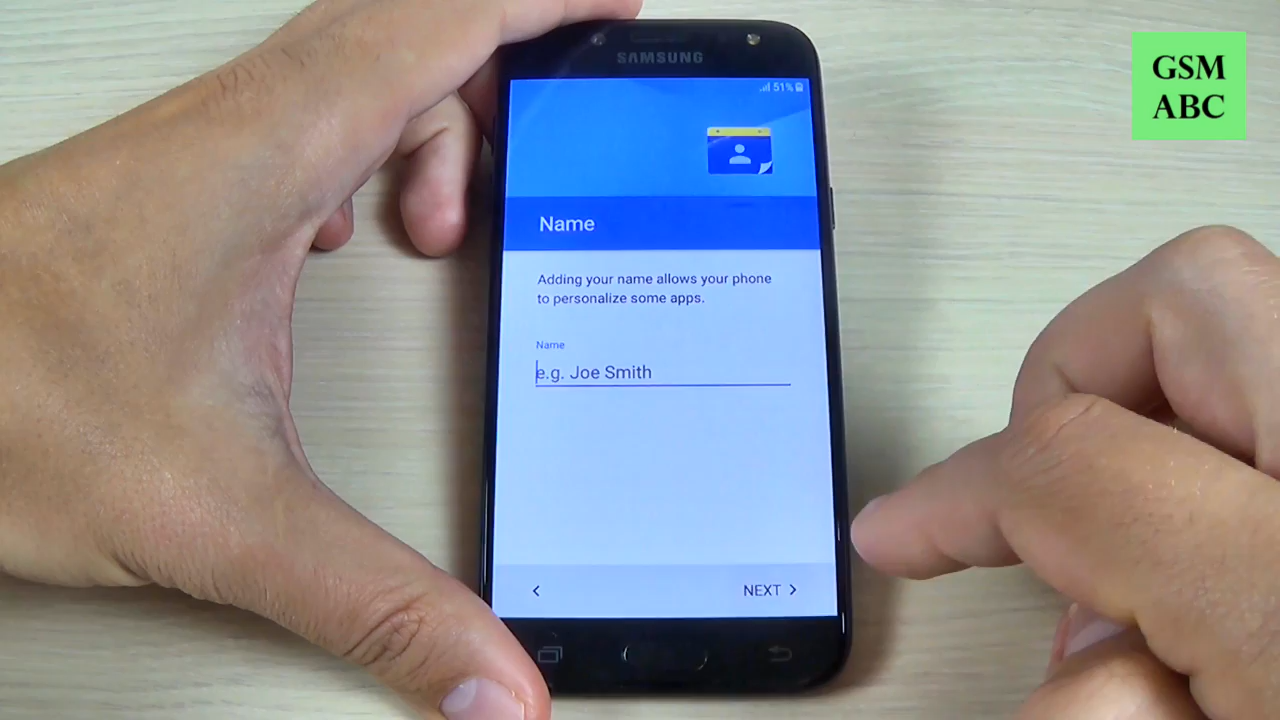 SAMSUNG
51%
Name
Adding your name allows your phone
to personalize some apps.
Name
e.g. Joe Smith
NEXT
GSM
ABC